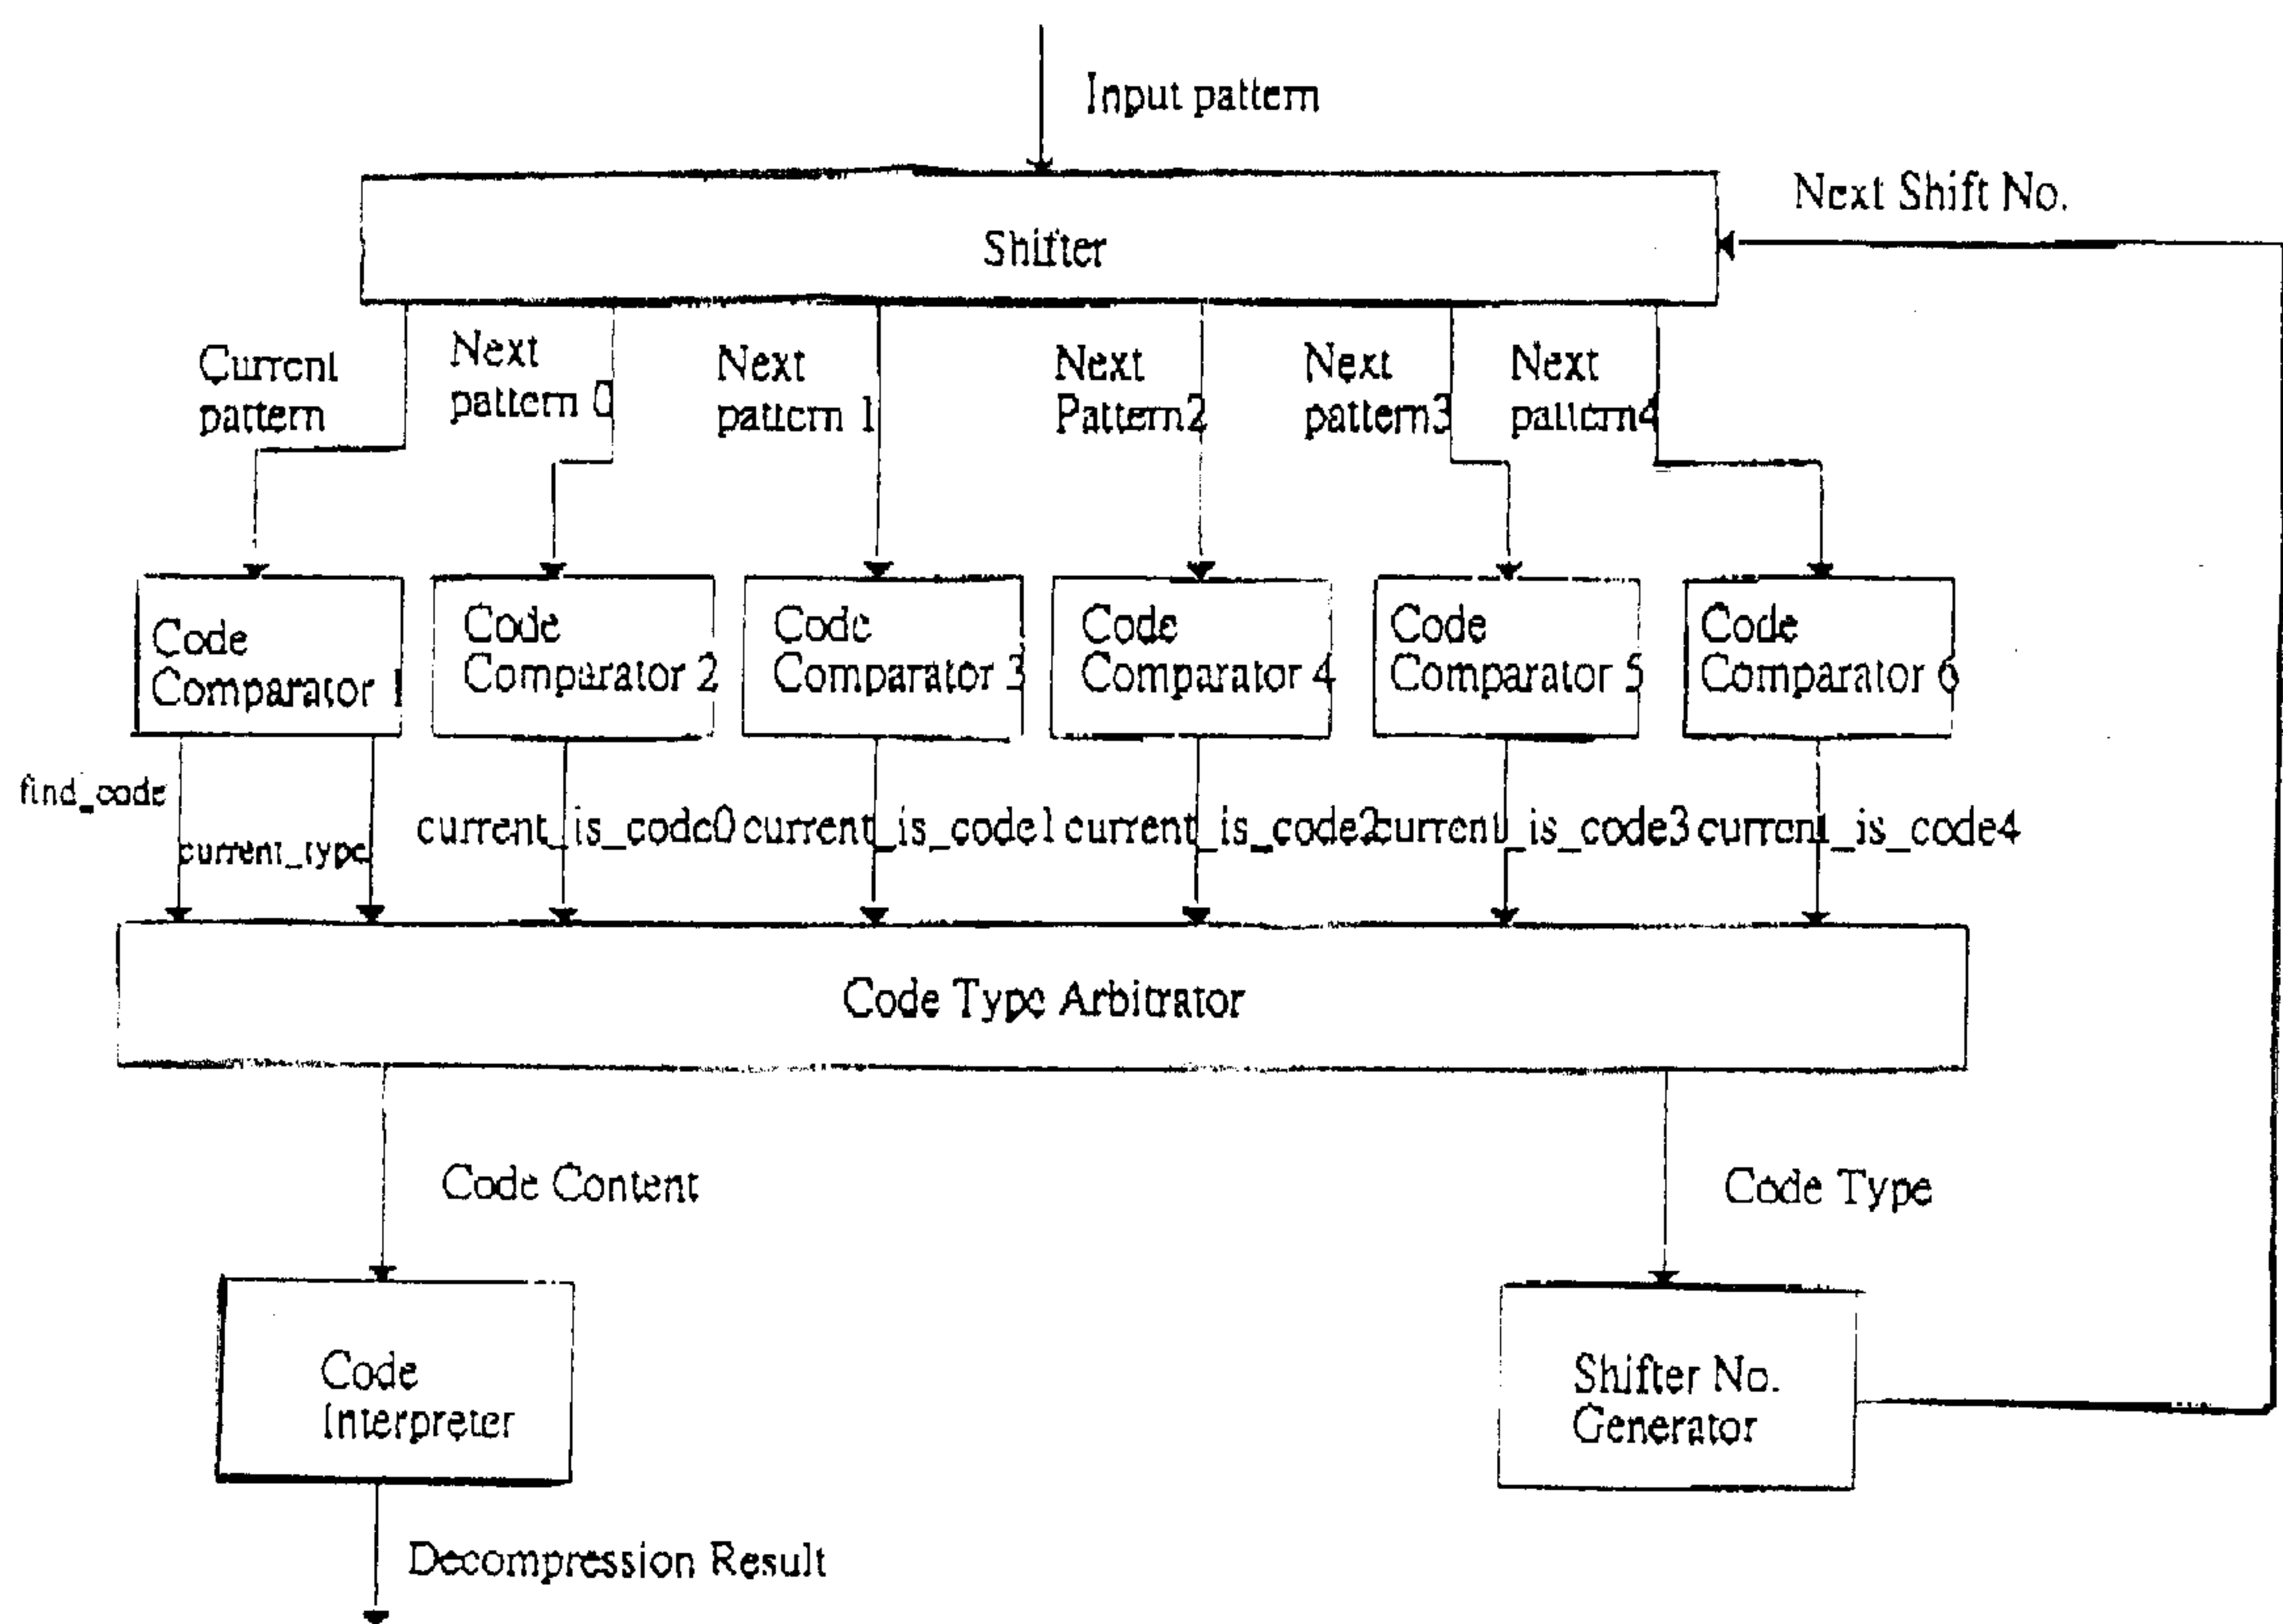 Input pattern
Next Shift No.
Shifter
Current
pattern
Next
pattern 0
Next
pattern 1
Next
Pattern2
Next
pattern3
Next
pattern4
Code
Comparator 1
Code
Comparator 2
Code
Comparator 3
Code
Comparator 4
Code
Comparator 5
Code
Comparator 6
find_code
current_type
current_is_code0
current_is_code1
current_is_code2
current_is_code3
current_is_code4
Code Type Arbitrator
Code Content
Code Type
Code
Interpreter
Shifter No.
Generator
Decompression Result